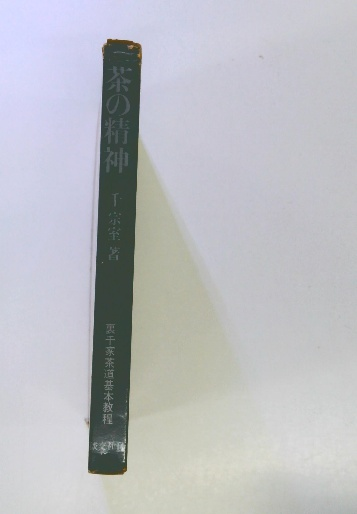 茶の精神
千宗室 著
裏千家茶道基本教程